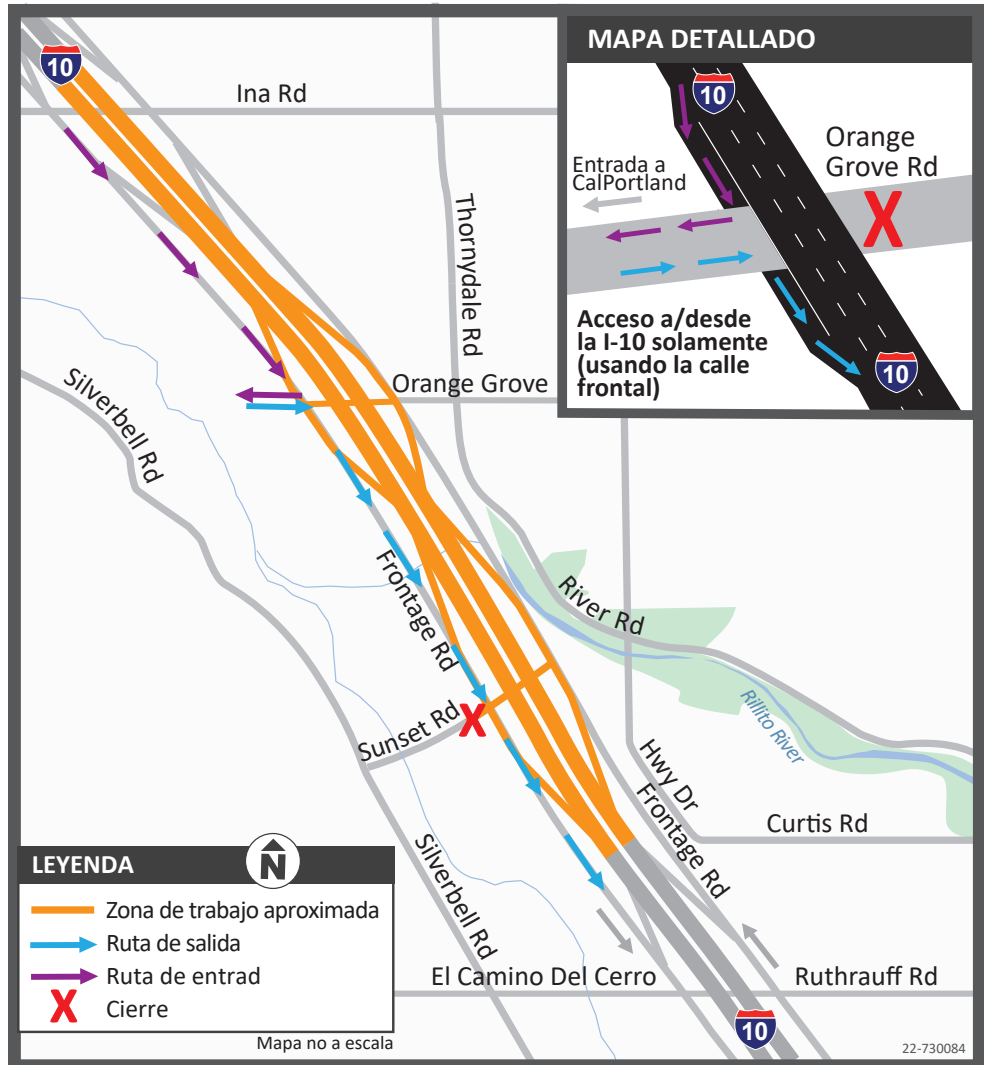 10
Ina Rd
Thornydale Rd
Orange Grove
Silverbell Rd
Frontage Rd
River Rd
Rillito River
Sunset Rd
Hwy Dr
Frontage Rd
Curtis Rd
Silverbell Rd
El Camino Del Cerro
Ruthrauff Rd
10
22-730084
MAPA DETALLADO
10
Orange
Grove Rd
X
Entrada a
CalPortland
Acceso a/desde
la I-10 solamente
(usando la calle
frontal)
10
X
LEYENDA
N
Zona de trabajo aproximada
Ruta de salida
Ruta de entrad
X Cierre
Mapa no a escala